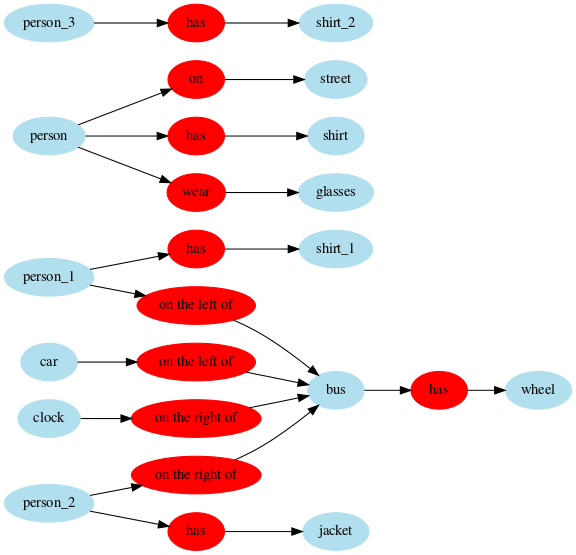 person_3 has shirt_2
on street
person has shirt
wear glasses
has shirt_1
person_1
on the left of
car on the left of
bus has wheel
clock on the right of
on the right of
person_2
has jacket